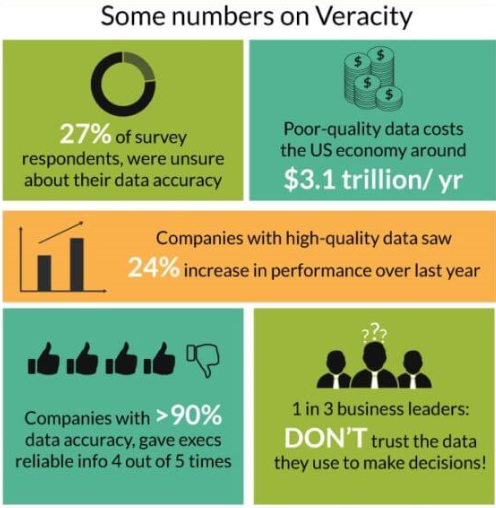 Some numbers on Veracity
27% of survey
respondents, were unsure
about their data accuracy
$ $
$ $
Poor-quality data costs
the US economy around
$3.1 trillion/ yr
Companies with high-quality data saw
24% increase in performance over last year
Companies with >90%
data accuracy, gave execs
reliable info 4 out of 5 times
???
1 in 3 business leaders:
DON'T trust the data
they use to make decisions!